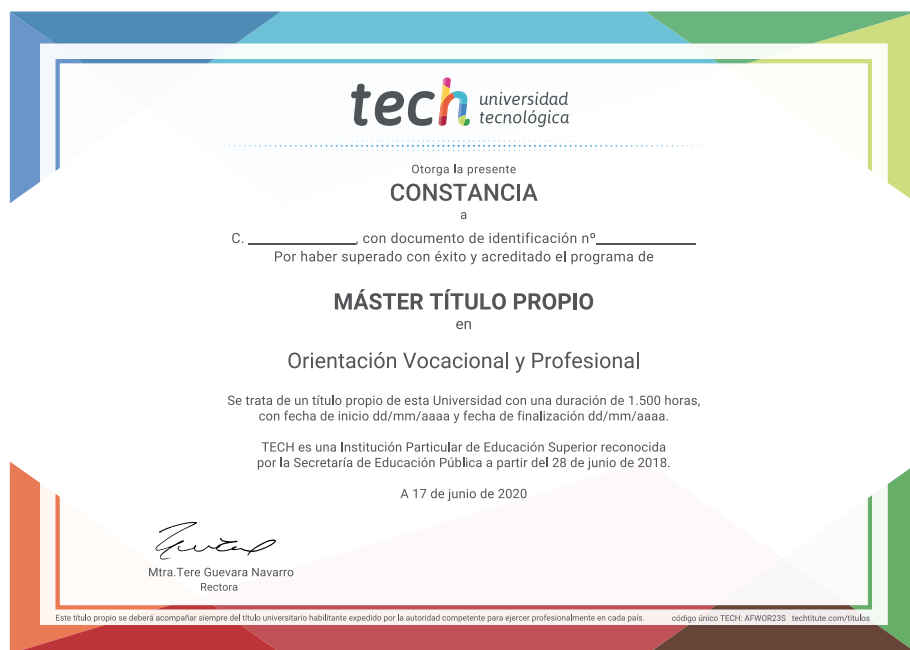 tech universidad
tecnológica
Otorga la presente
CONSTANCIA
a
C. ____________, con documento de identificación nº___________
Por haber superado con éxito y acreditado el programa de
MÁSTER TÍTULO PROPIO
en
Orientación Vocacional y Profesional
Se trata de un título propio de esta Universidad con una duración de 1.500 horas,
con fecha de inicio dd/mm/aaaa y fecha de finalización dd/mm/aaaa.
TECH es una Institución Particular de Educación Superior reconocida
por la Secretaría de Educación Pública a partir del 28 de junio de 2018.
A 17 de junio de 2020
Mtra.Tere Guevara Navarro
Rectora
Este título propio se deberá acompañar siempre del título universitario habilitante expedido por la autoridad competente para ejercer profesionalmente en cada país. código único TECH: AFWOR23S techtitute.com/titulos